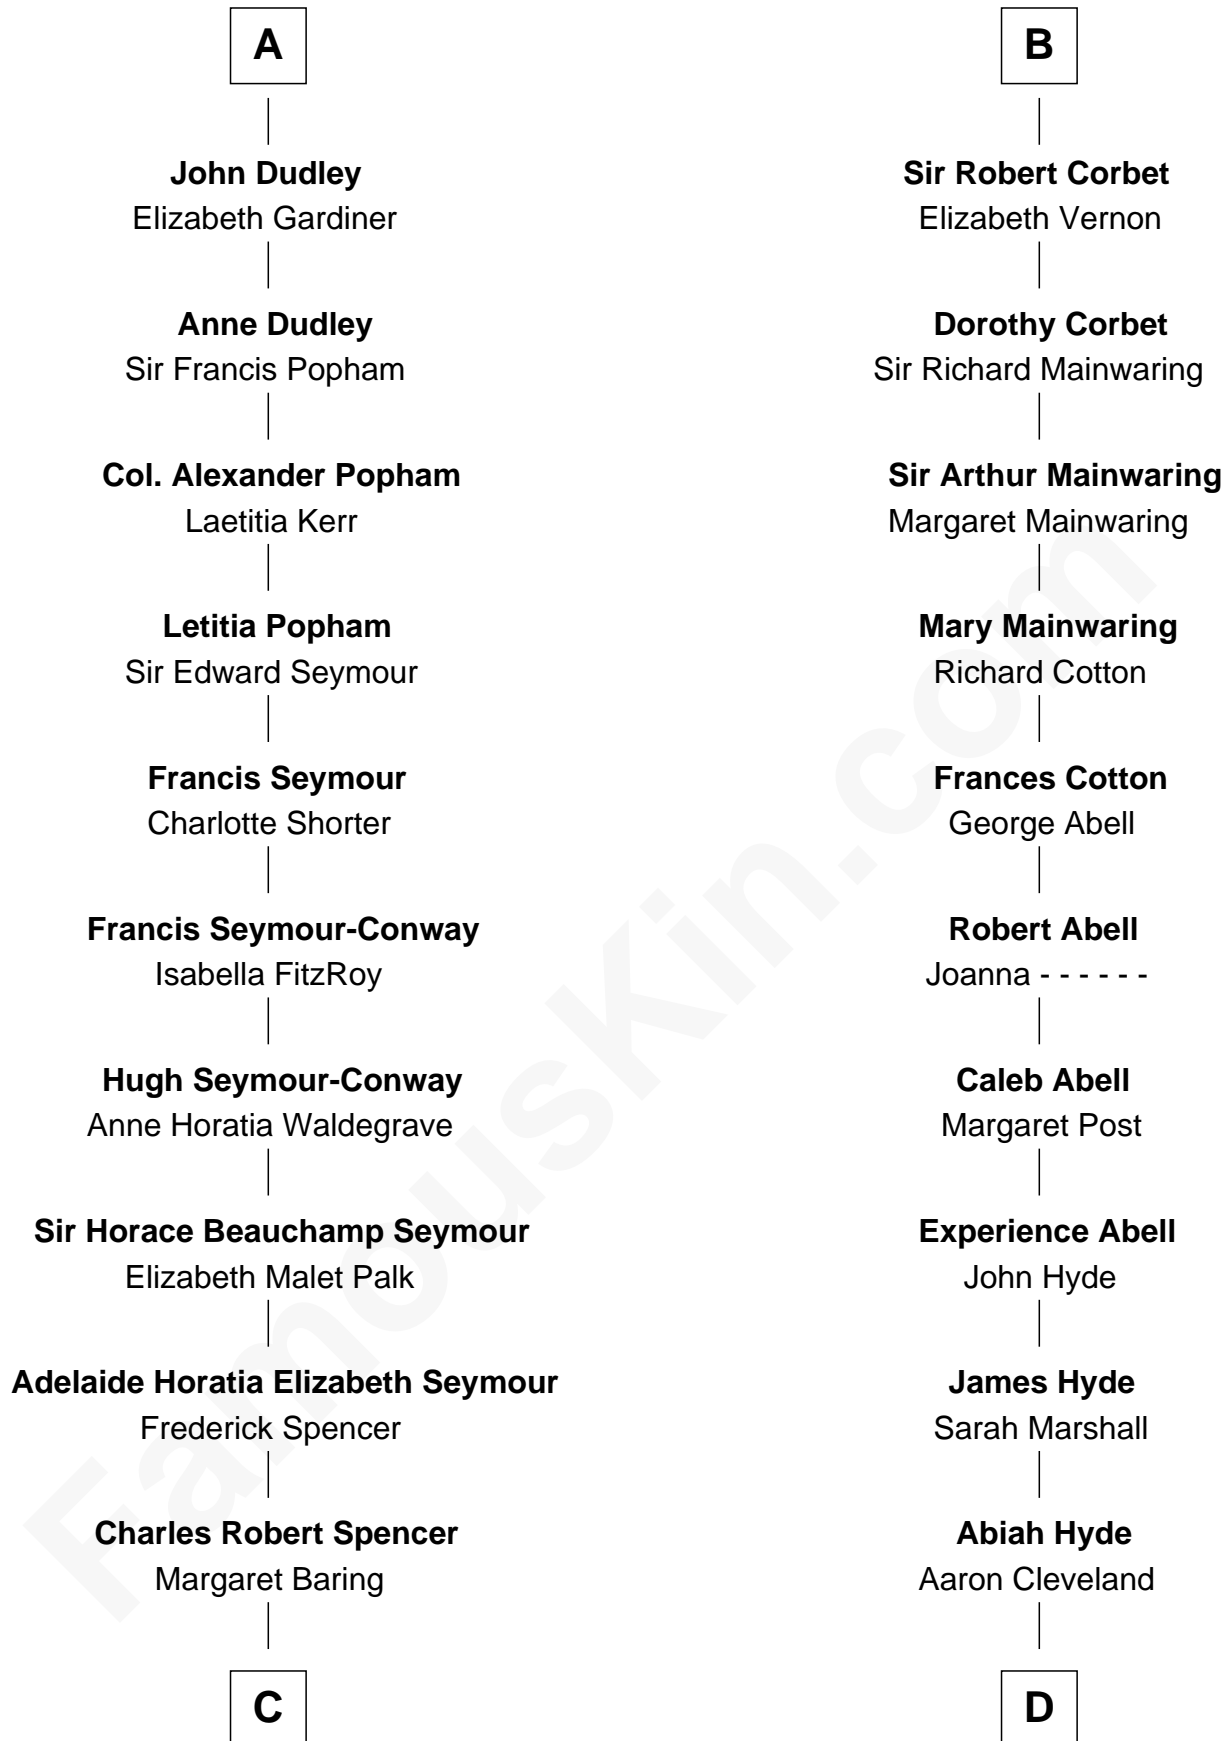 A
John Dudley
Elizabeth Gardiner
Anne Dudley
Sir Francis Popham
Col. Alexander Popham
Laetitia Kerr
Letitia Popham
Sir Edward Seymour
Francis Seymour
Charlotte Shorter
Francis Seymour-Conway
Isabella FitzRoy
Hugh Seymour-Conway
Anne Horatia Waldegrave
Sir Horace Beauchamp Seymour
Elizabeth Malet Palk
Adelaide Horatia Elizabeth Seymour
Frederick Spencer
Charles Robert Spencer
Margaret Baring
C
B
Sir Robert Corbet
Elizabeth Vernon
Dorothy Corbet
Sir Richard Mainwaring
Sir Arthur Mainwaring
Margaret Mainwaring
Mary Mainwaring
Richard Cotton
Frances Cotton
George Abell
Robert Abell
Joanna - - - - - -
Caleb Abell
Margaret Post
Experience Abell
John Hyde
James Hyde
Sarah Marshall
Abiah Hyde
Aaron Cleveland
D
FamousKin.com